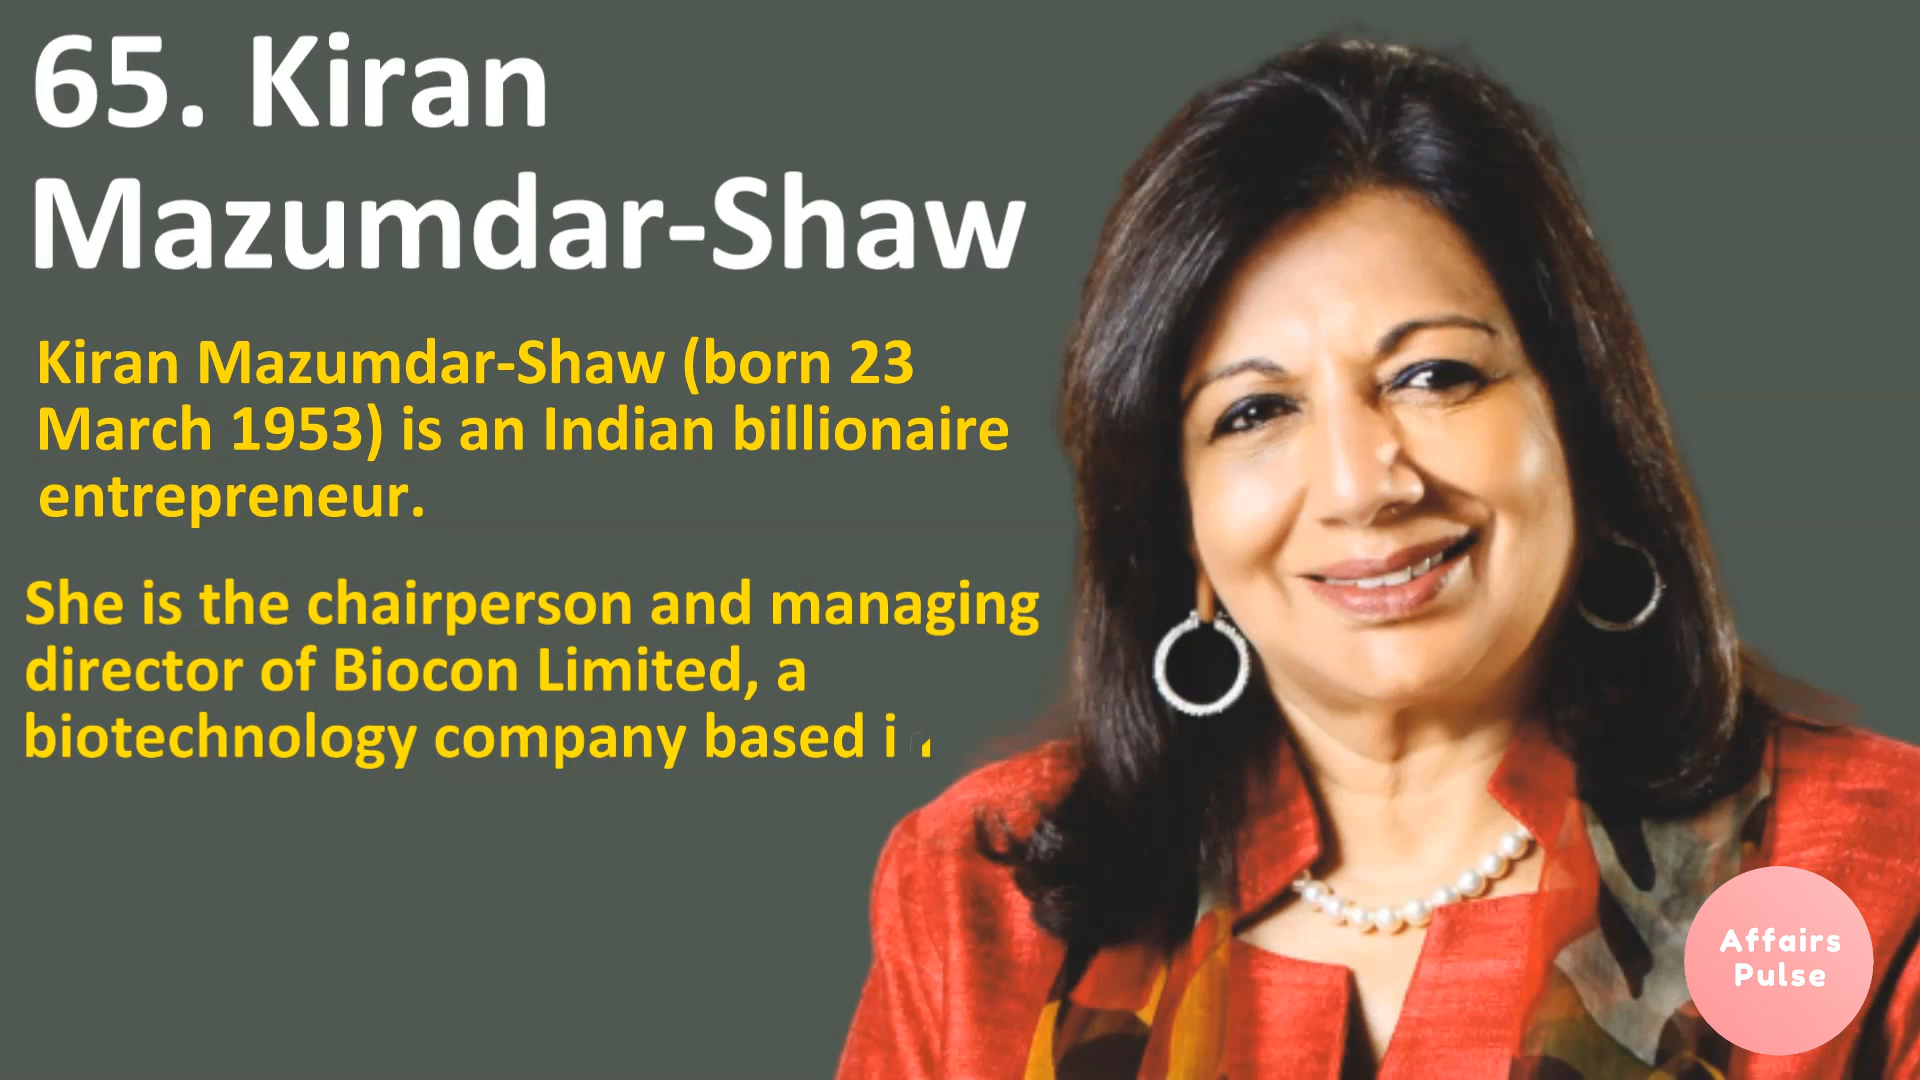 65. Kiran
Mazumdar-Shaw
Kiran Mazumdar-Shaw (born 23
March 1953) is an Indian billionaire
entrepreneur.
She is the chairperson and managing
director of Biocon Limited, a
biotechnology company based
Affairs
Pulse